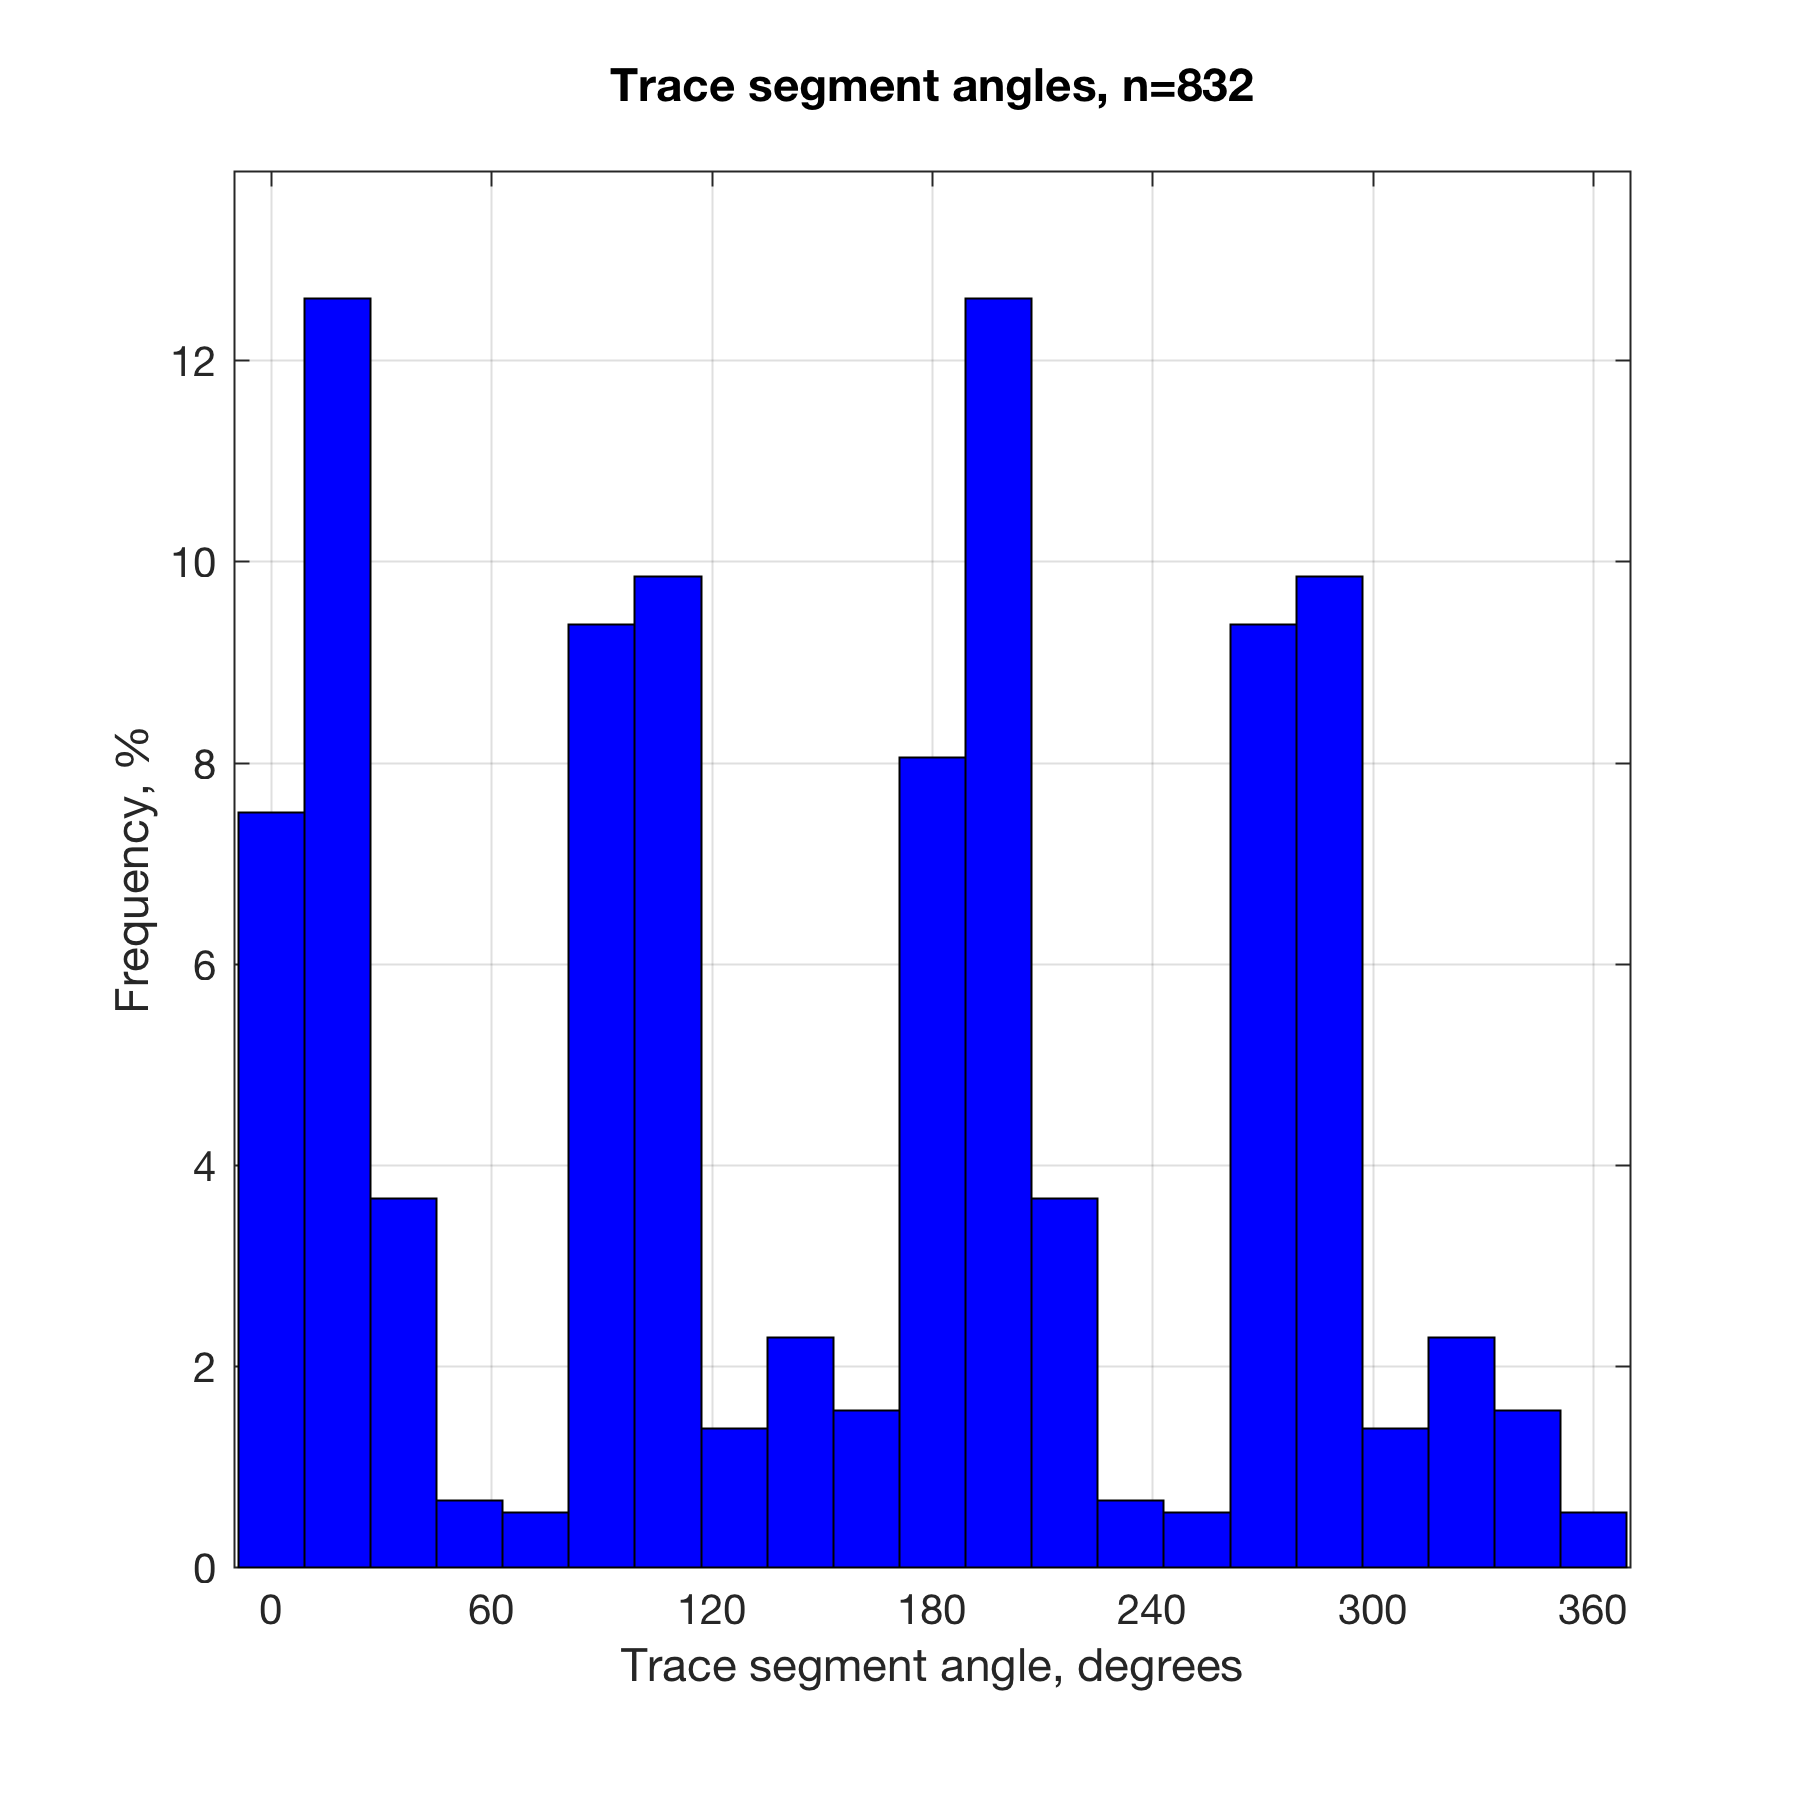 Trace segment angles, n=832
12
10
8
6
4
2
0
Frequency, %
0 60 120 180 240 300 360
Trace segment angle, degrees